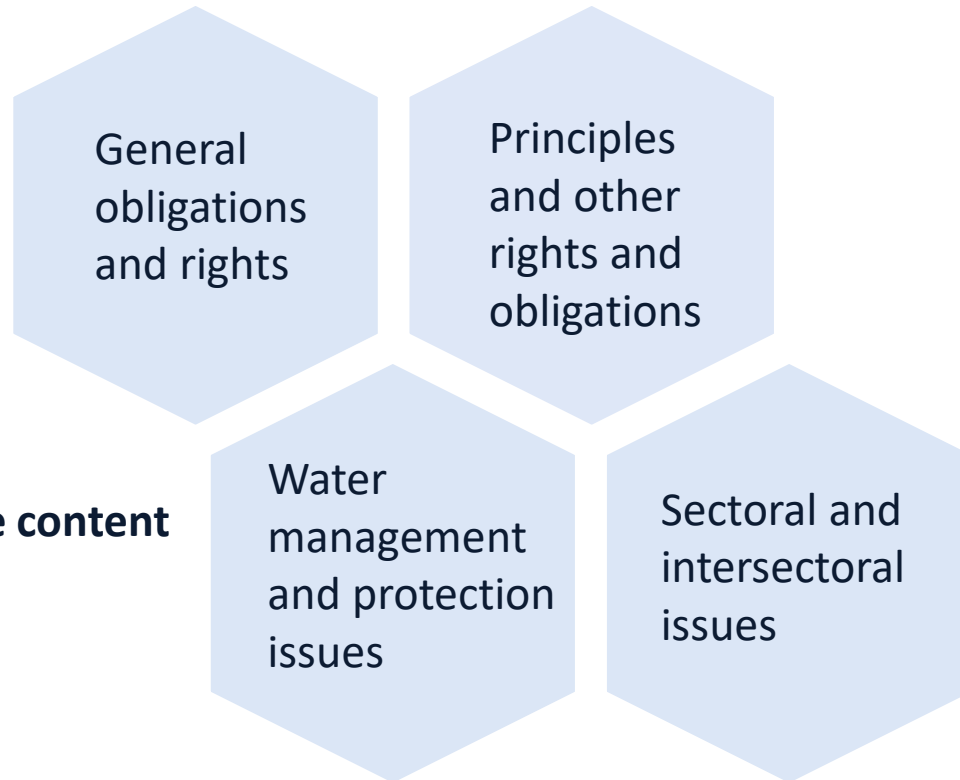 General
obligations
and rights
Principles
and other
rights and
obligations
e content
Water
management
and protection
issues
Sectoral and
intersectoral
issues